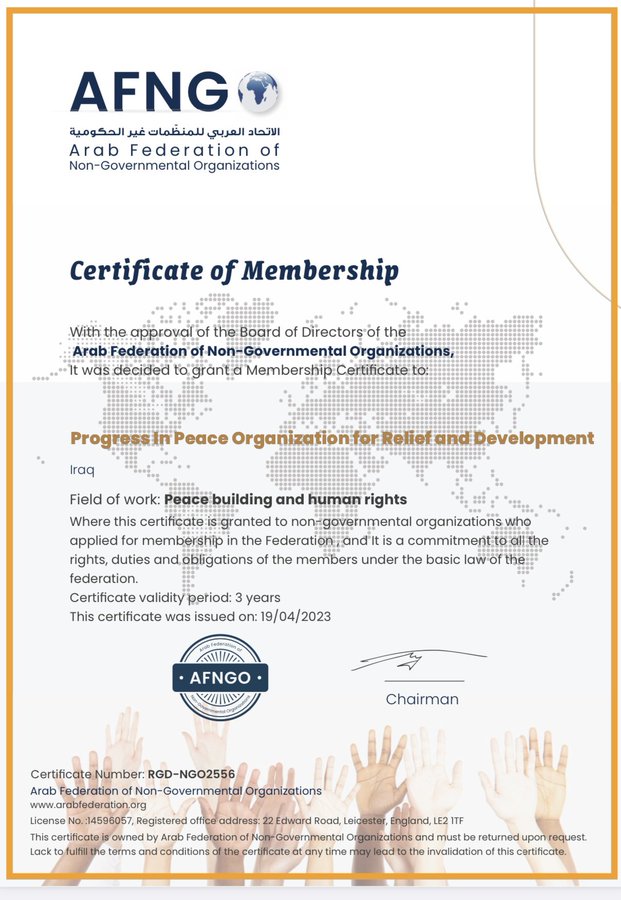 AFNG
الاتحاد العربي للمنظّمات غير الحكومية
Arab Federation of
Non-Governmental Organizations
Certificate of Membership
With the approval of the Board of Directors of the
Arab Federation of Non-Governmental Organizations,
It was decided to grant a Membership Certificate to:
Progress In Peace Organization for Relief and Development
Iraq
Field of work: Peace building and human rights
Where this certificate is granted to non-governmental organizations who
applied for membership in the Federation , and It is a commitment to all the
rights, duties and obligations of the members under the basic law of the
federation.
Certificate validity period: 3 years
This certificate was issued on: 19/04/2023
Arab Federation of
AFNGO
Non-Governmental Organizations
Chairman
Certificate Number: RGD-NGO2556
Arab Federation of Non-Governmental Organizations
www.arabfederation.org
License No. :14596057, Registered office address: 22 Edward Road, Leicester, England, LE2 1TF
This certificate is owned by Arab Federation of Non-Governmental Organizations and must be returned upon request.
Lack to fulfill the terms and conditions of the certificate at any time may lead to the invalidation of this certificate.